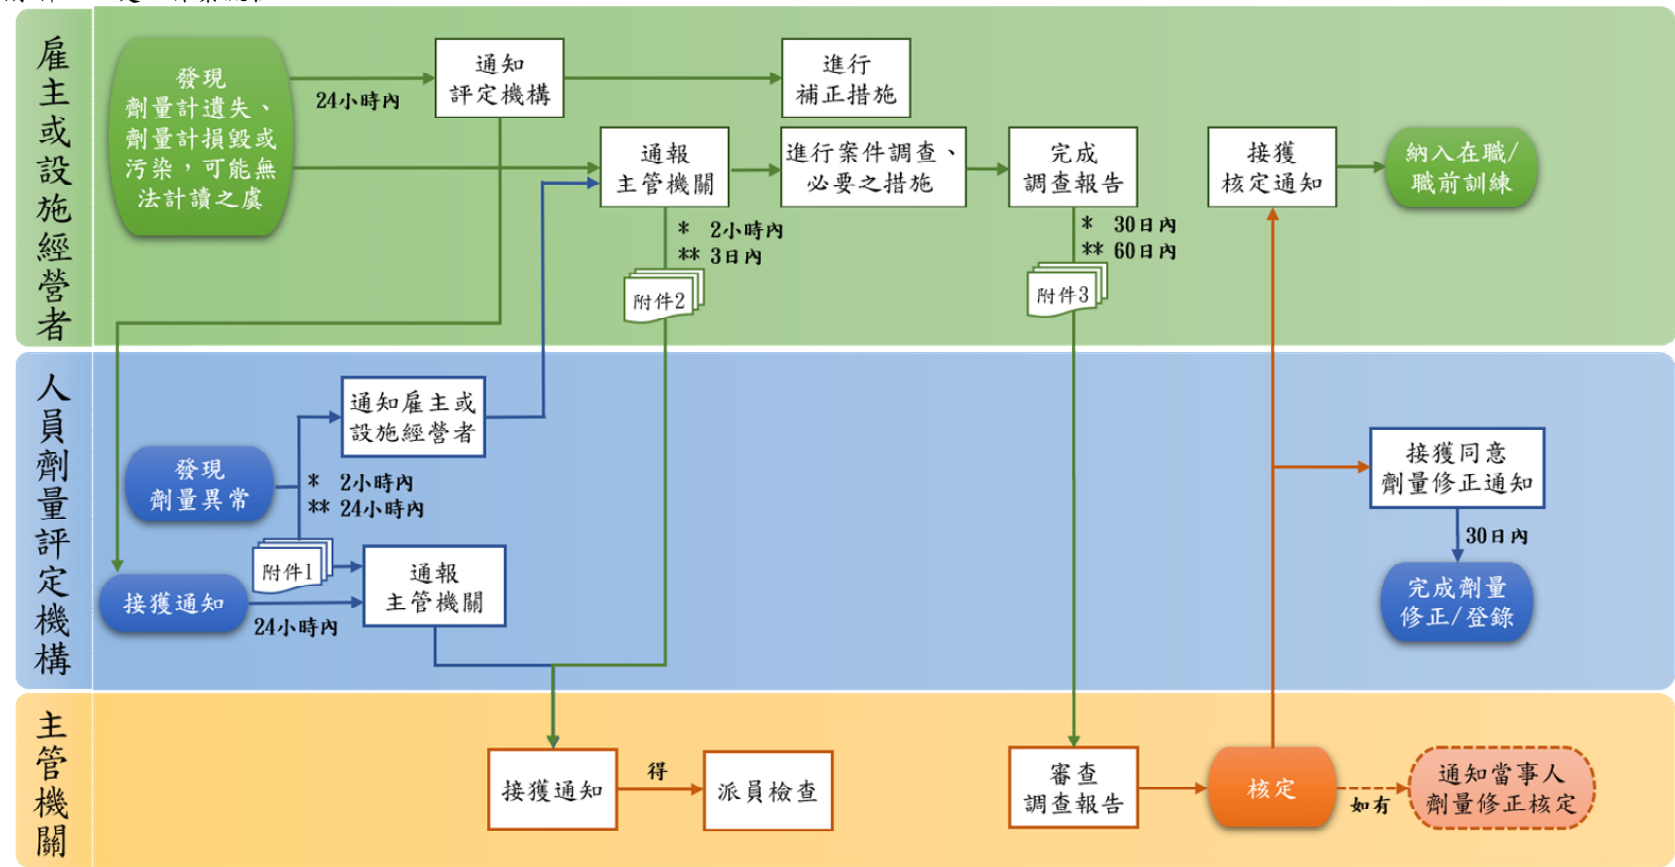 雇主或設施經營者
發現
劑量計遺失、
劑量計損毀或
污染，可能無
法計讀之虞
24小時內
通知
評定機構
進行
補正措施
通報
主管機關
進行案件調查、
必要之措施
完成
調查報告
接獲
核定通知
納入在職/
職前訓練
* 2小時內
** 3日內
附件2
* 30日內
** 60日內
附件3
人員劑量評定機構
通知雇主或
設施經營者
發現
劑量異常
* 2小時內
** 24小時內
附件1
通報
主管機關
接獲通知
24小時內
接獲同意
劑量修正通知
30日內
完成劑量
修正/登錄
主管機關
接獲通知
得
派員檢查
審查
調查報告
核定
如有
通知當事人
劑量修正核定